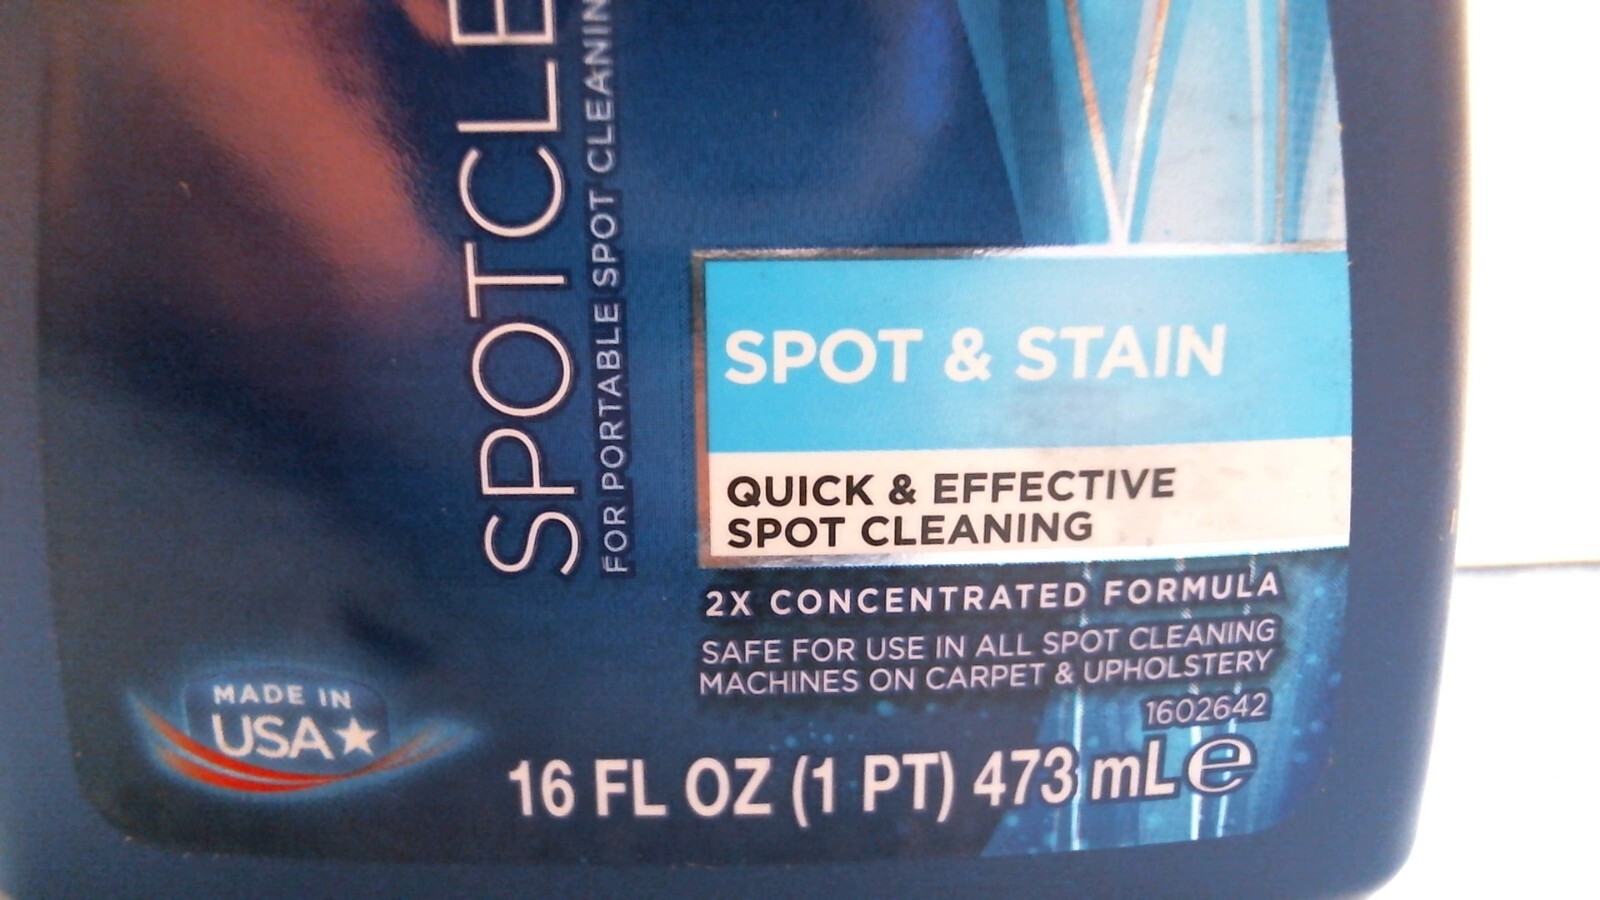 SPOTCLE
FOR PORTABLE SPOT CLEANIN
SPOT & STAIN
QUICK & EFFECTIVE
SPOT CLEANING
2X CONCENTRATED FORMULA
SAFE FOR USE IN ALL SPOT CLEANING
MACHINES ON CARPET & UPHOLSTERY
1602642
MADE IN
USA★
16 FL OZ (1 PT) 473 mL ℮